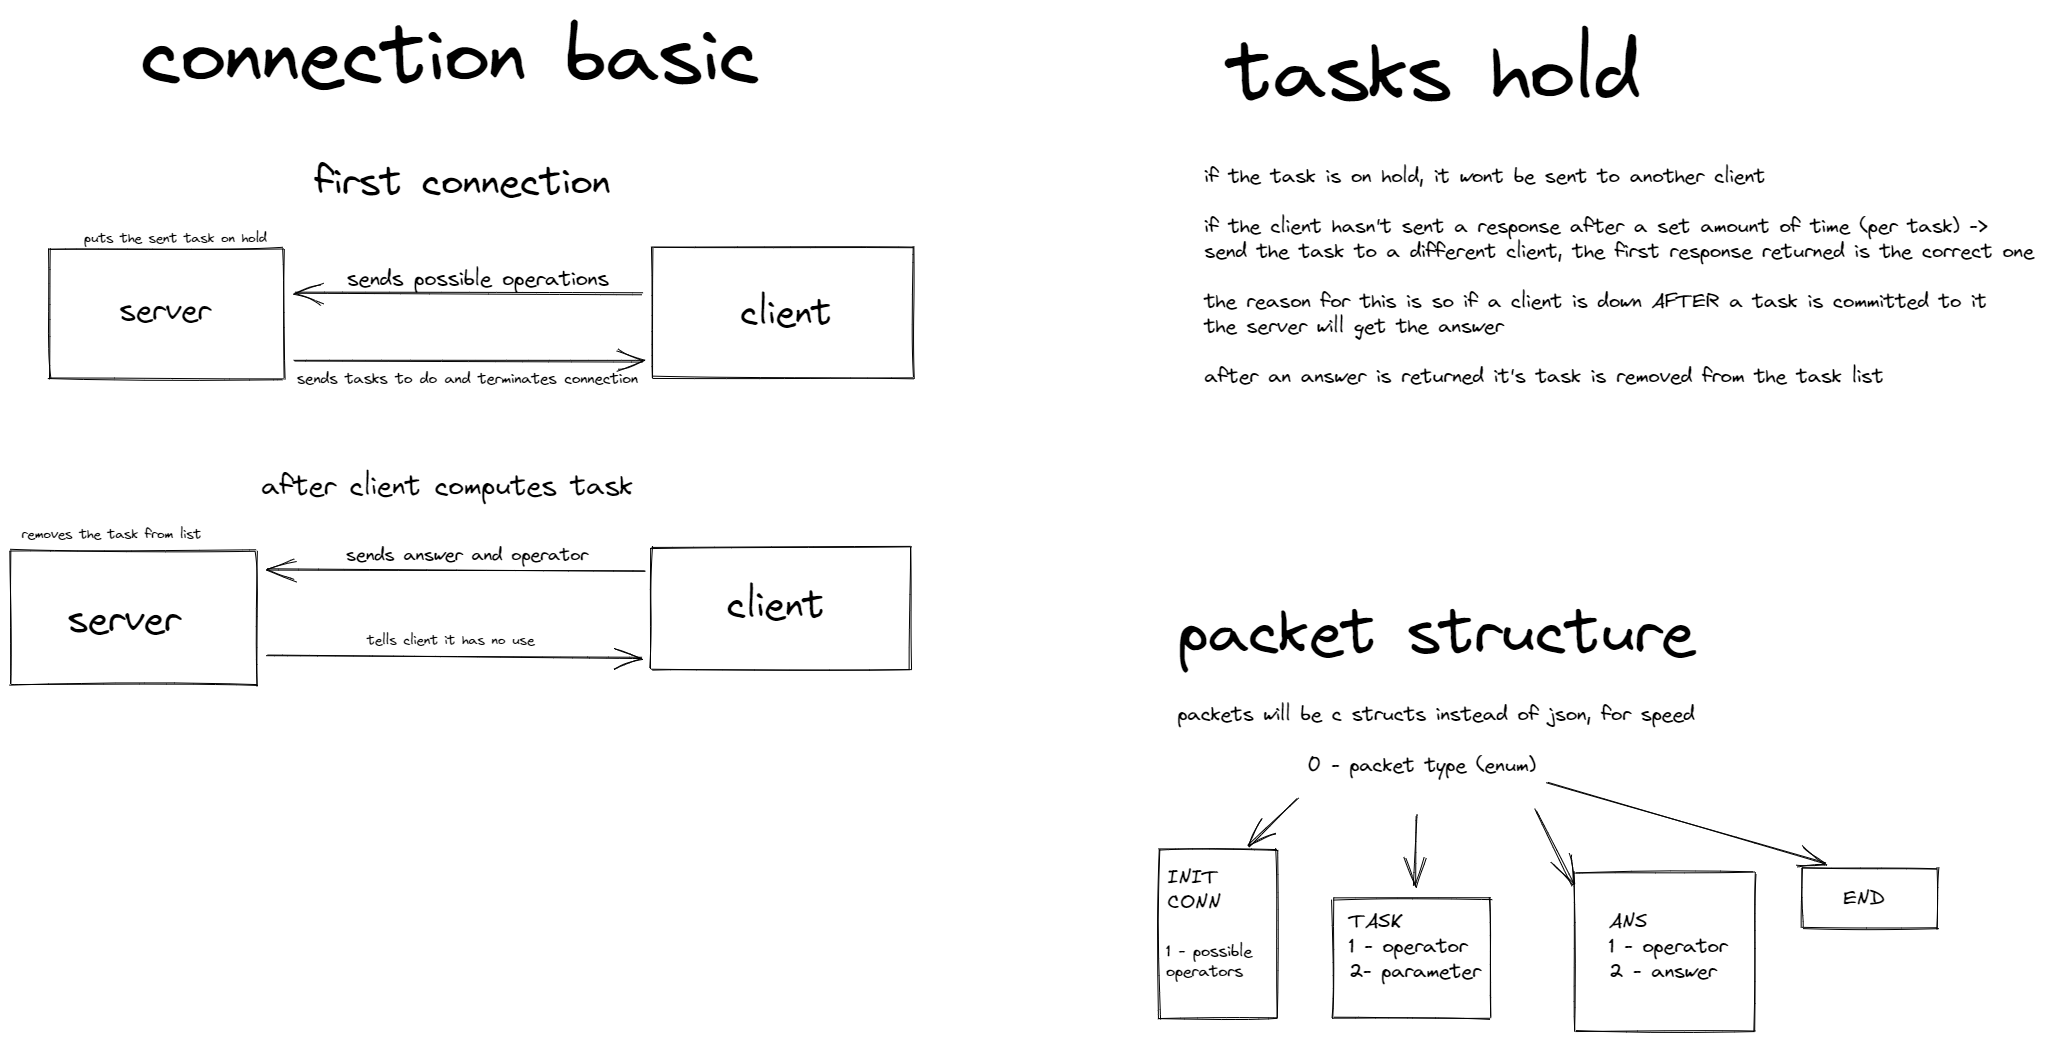 connection basic
first connection
puts the sent task on hold
server
sends possible operations
client
sends tasks to do and terminates connection
after client computes task
removes the task from list
server
sends answer and operator
client
tells client it has no use
tasks hold
if the task is on hold, it wont be sent to another client
if the client hasn't sent a response after a set amount of time (per task) ->
send the task to a different client, the first response returned is the correct one
the reason for this is so if a client is down AFTER a task is committed to it
the server will get the answer
after an answer is returned it's task is removed from the task list
packet structure
packets will be c structs instead of json, for speed
0 - packet type (enum)
INIT
CONN
1 - possible
operators
TASK
1 - operator
2- parameter
ANS
1 - operator
2 - answer
END